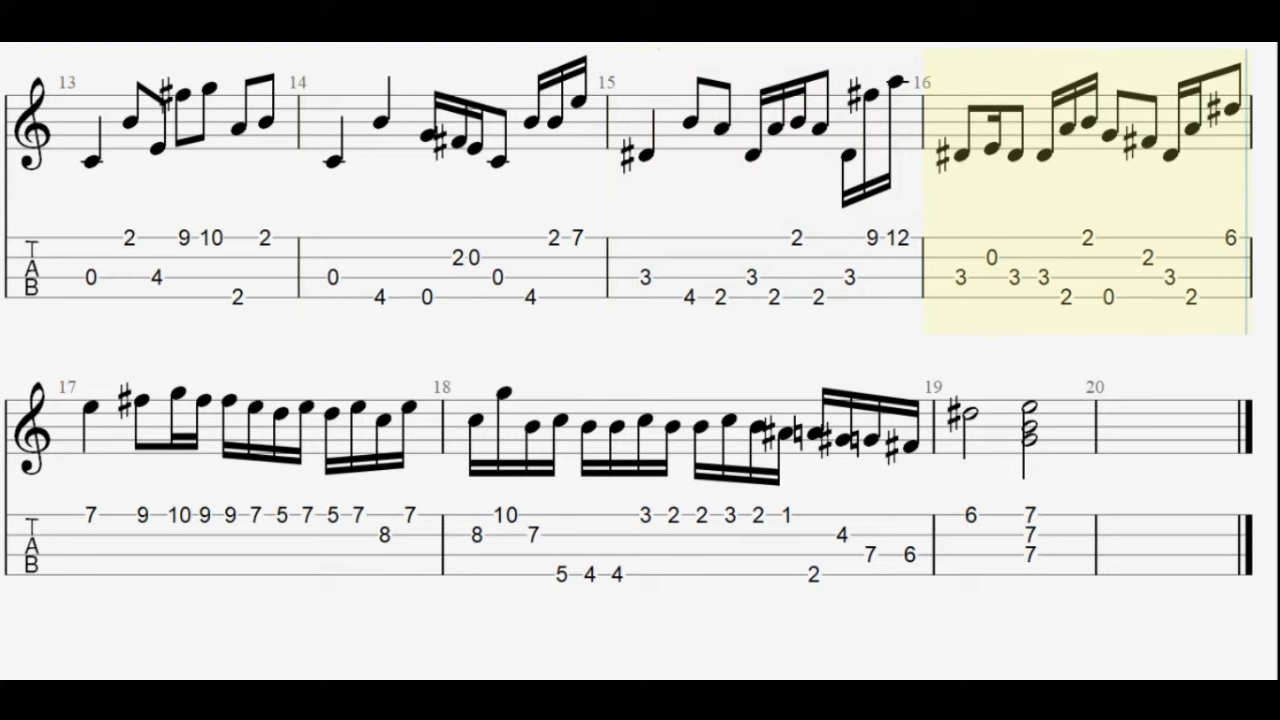 13 14 15 16
2 9 10 2 2 7 2 9 12 2 6
2 0 0 2
T A B 0 4 0 0 3 3 3 3 3 3 3
2 4 0 4 4 2 2 2 2 0 2
17 18 19 20
7 9 10 9 9 7 5 7 5 7 7 10 3 2 2 3 2 1 6 7
8 8 7 4 7
T A B 7 6 7
5 4 4 2